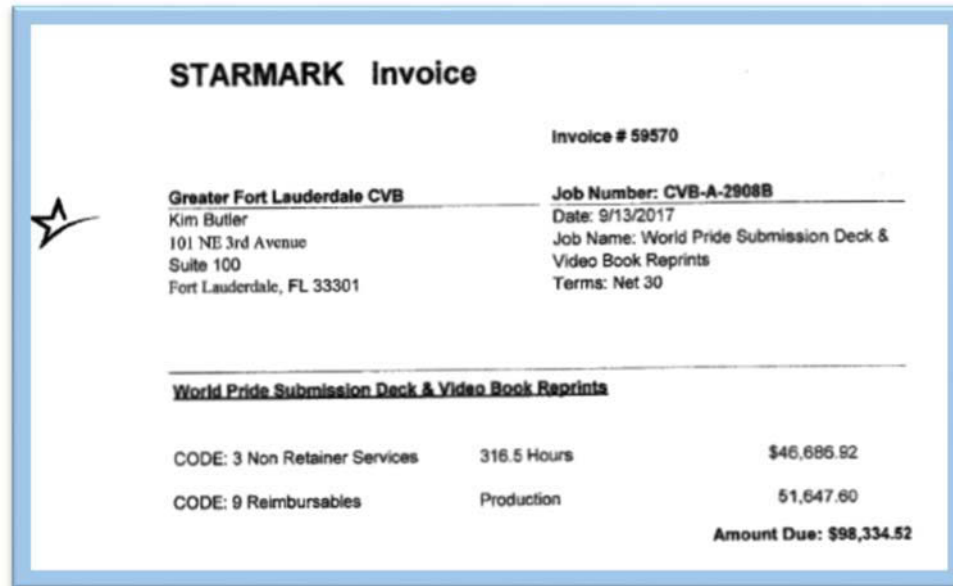 STARMARK Invoice
Invoice # 59570
Greater Fort Lauderdale CVB
Kim Butler
101 NE 3rd Avenue
Suite 100
Fort Lauderdale, FL 33301
Job Number: CVB-A-2908B
Date: 9/13/2017
Job Name: World Pride Submission Deck &
Video Book Reprints
Terms: Net 30
World Pride Submission Deck & Video Book Reprints
CODE: 3 Non Retainer Services 316.5 Hours $46,686.92
CODE: 9 Reimbursables Production 51,647.60
Amount Due: $98,334.52